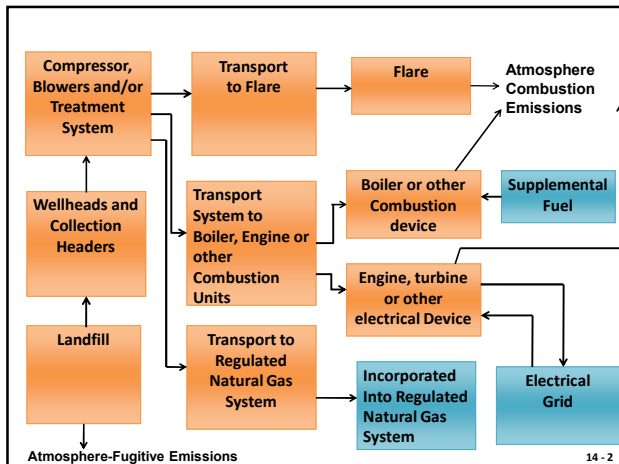 Compressor,
Blowers and/or
Treatment
System
Transport
to Flare
Flare
Atmosphere
Combustion
Emissions
Wellheads and
Collection
Headers
Transport
System to
Boiler, Engine or
other
Combustion
Units
Boiler or other
Combustion
device
Supplemental
Fuel
Engine, turbine
or other
electrical Device
Landfill
Transport to
Regulated
Natural Gas
System
Incorporated
Into Regulated
Natural Gas
System
Electrical
Grid
Atmosphere-Fugitive Emissions
14 - 2